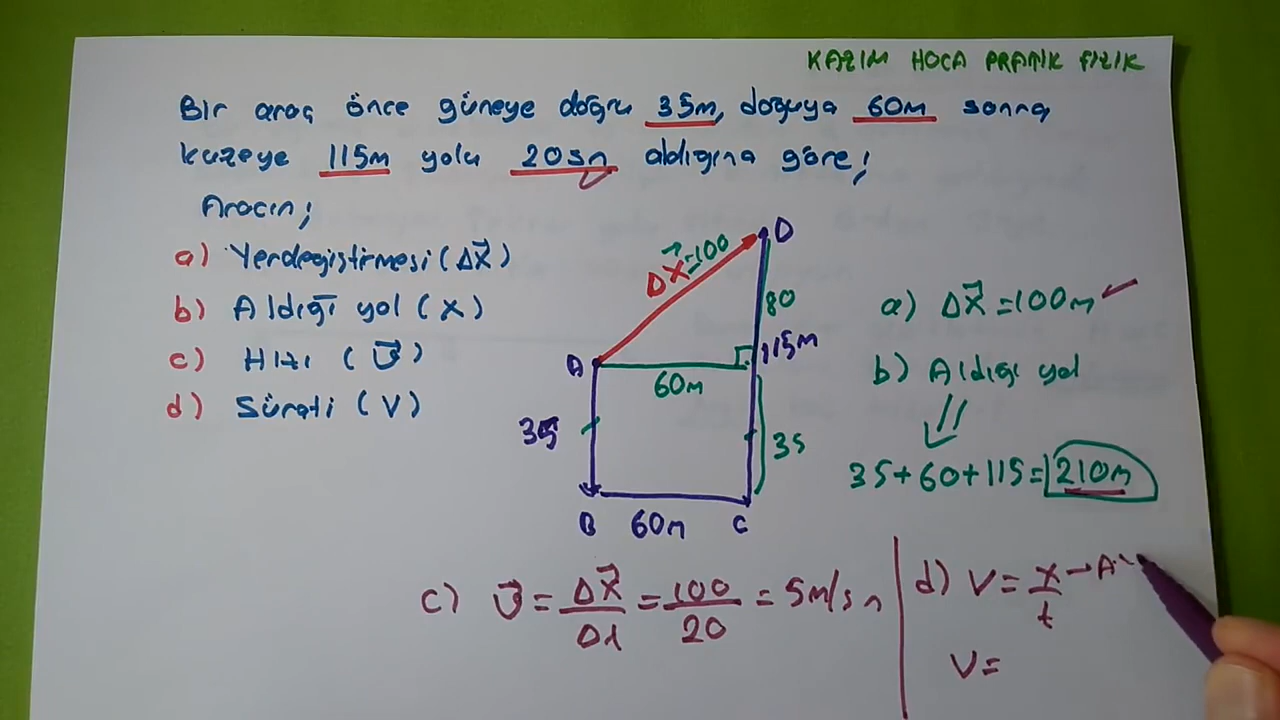 KAZIM HOCA PRATİK FİZİK
Bir araç önce güneye doğru 35m, doğuya 60m sonra
kuzeye 115m yolu 20sn aldığına göre;
Aracın;
a) Yerdeğiştirmesi (ΔX⃗)
b) Aldığı yol (X)
c) Hızı (ϑ⃗)
d) Sürati (V)
D
ΔX⃗=100
80
115m
A
60m
35
35
B 60m C
a) ΔX⃗=100m
b) Aldığı yol
35+60+115=210m
c) ϑ⃗ = ΔX⃗/Δt = 100/20 = 5m/sn
d) V = X/t
V=